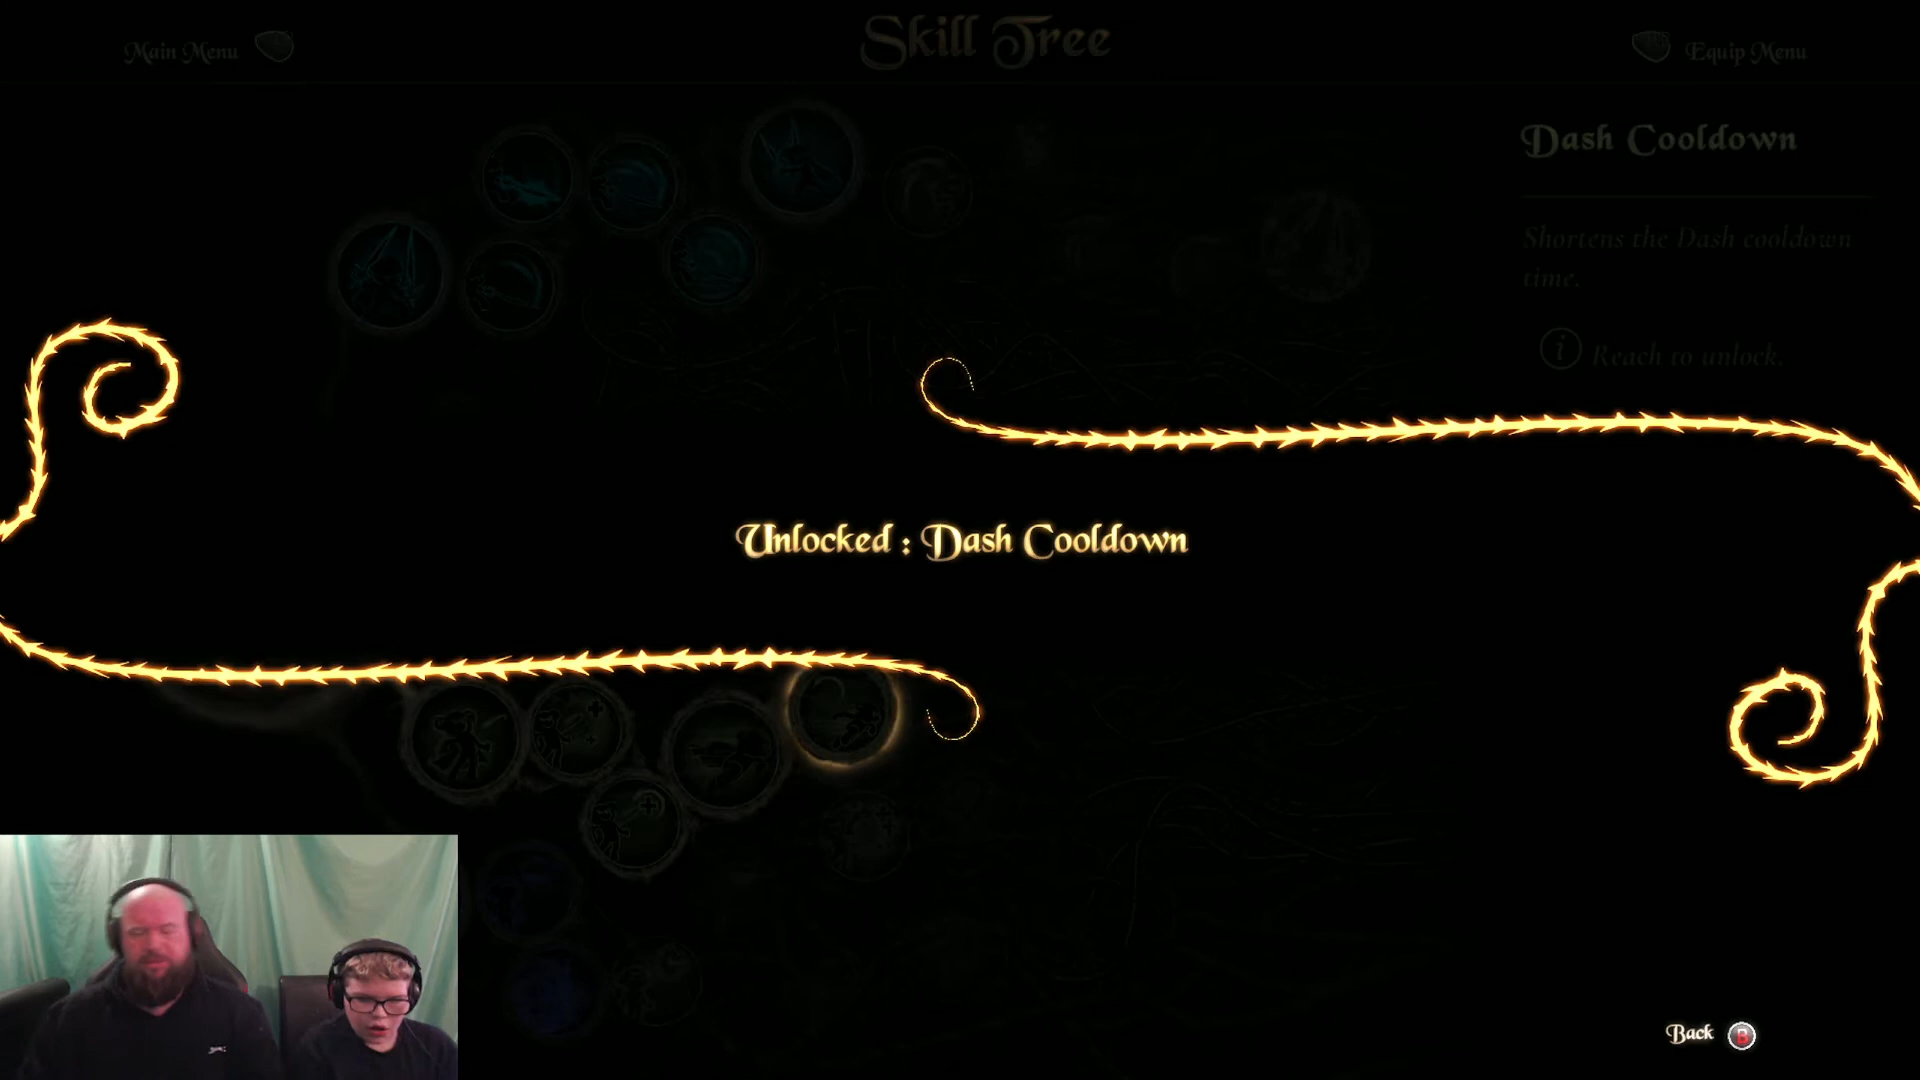 Main Menu
Skill Tree
Equip Menu
Dash Cooldown
Shortens the Dash cooldown
time.
i Reach to unlock.
Unlocked : Dash Cooldown
Back B